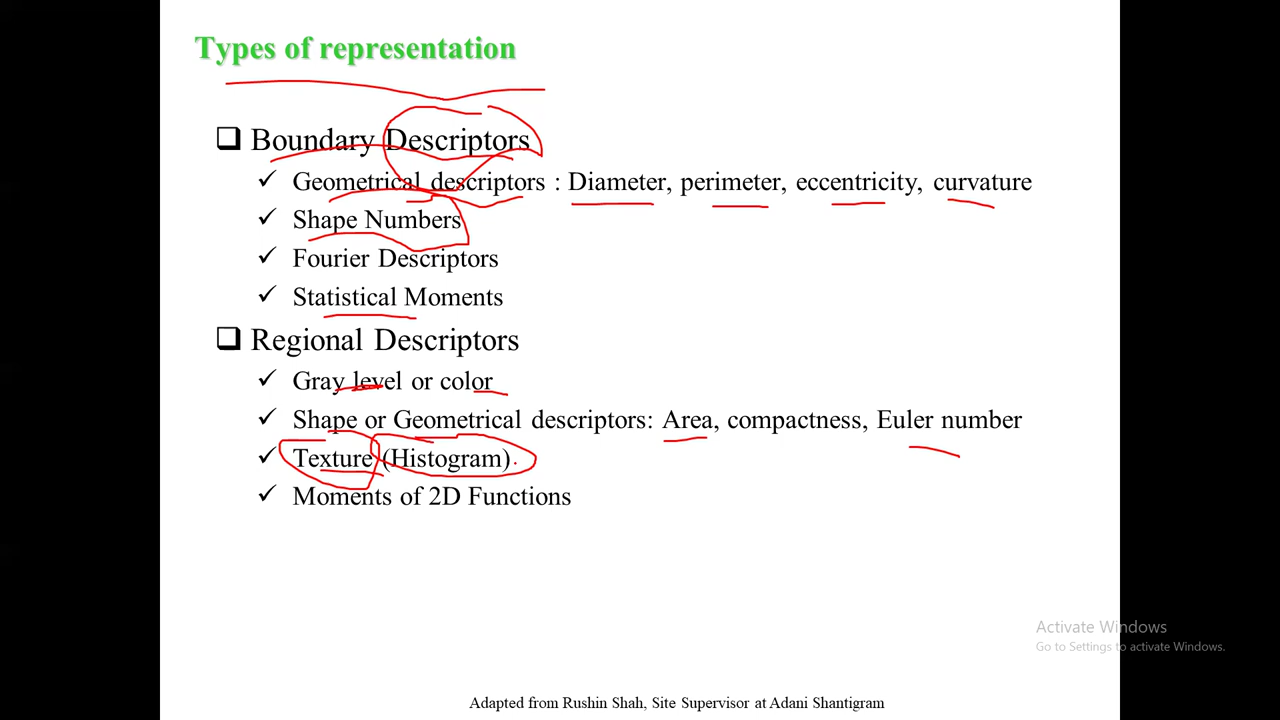 Types of representation
Boundary Descriptors
Geometrical descriptors : Diameter, perimeter, eccentricity, curvature
Shape Numbers
Fourier Descriptors
Statistical Moments
Regional Descriptors
Gray level or color
Shape or Geometrical descriptors: Area, compactness, Euler number
Texture (Histogram)
Moments of 2D Functions
Activate Windows
Go to Settings to activate Windows.
Adapted from Rushin Shah, Site Supervisor at Adani Shantigram